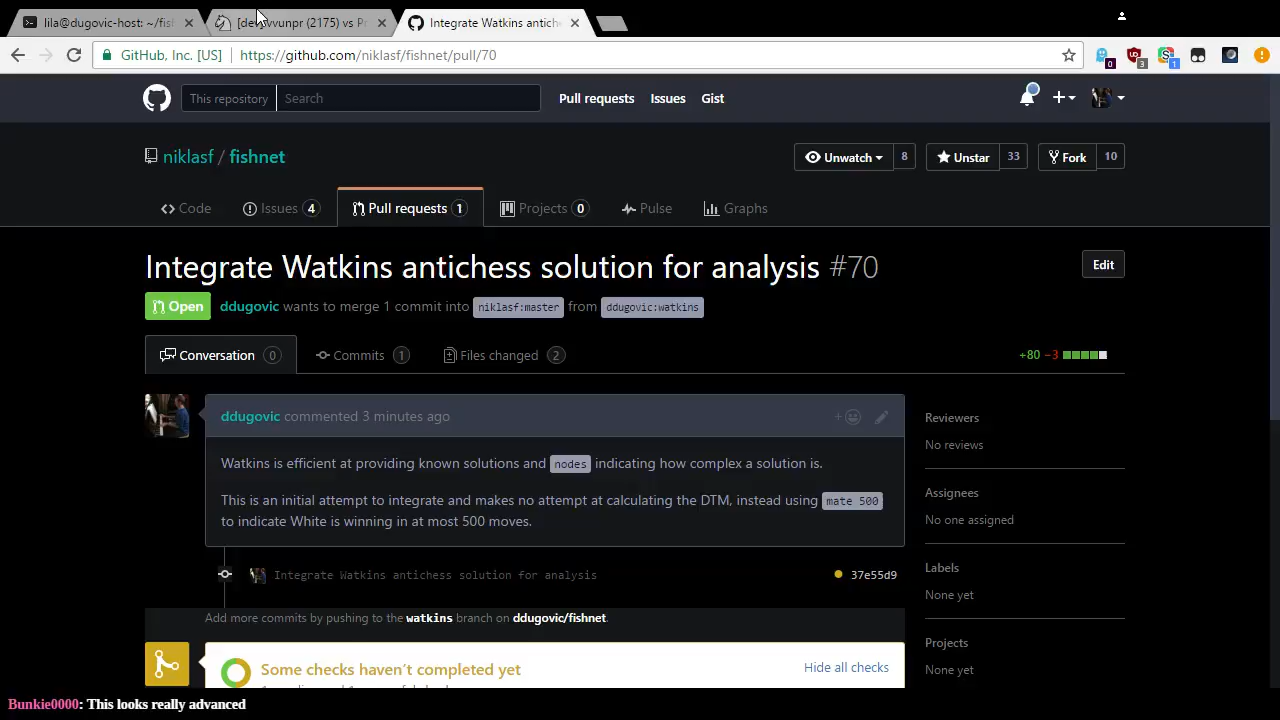 lila@dugovic-host: ~/fish
[dev] vvunpr (2175) vs Pr
Integrate Watkins antiche
GitHub, Inc. [US]
https://github.com/niklasf/fishnet/pull/70
0
3
1
This repository
Search
Pull requests
Issues
Gist
niklasf / fishnet
Unwatch
8
Unstar
33
Fork
10
Code
Issues 4
Pull requests 1
Projects 0
Pulse
Graphs
Integrate Watkins antichess solution for analysis #70
Edit
Open
ddugovic wants to merge 1 commit into niklasf:master from ddugovic:watkins
Conversation 0
Commits 1
Files changed 2
+80 −3
ddugovic commented 3 minutes ago
Watkins is efficient at providing known solutions and nodes indicating how complex a solution is.
This is an initial attempt to integrate and makes no attempt at calculating the DTM, instead using mate 500
to indicate White is winning in at most 500 moves.
Integrate Watkins antichess solution for analysis
37e55d9
Add more commits by pushing to the watkins branch on ddugovic/fishnet.
Some checks haven't completed yet
Hide all checks
Reviewers
No reviews
Assignees
No one assigned
Labels
None yet
Projects
None yet
Bunkie0000: This looks really advanced